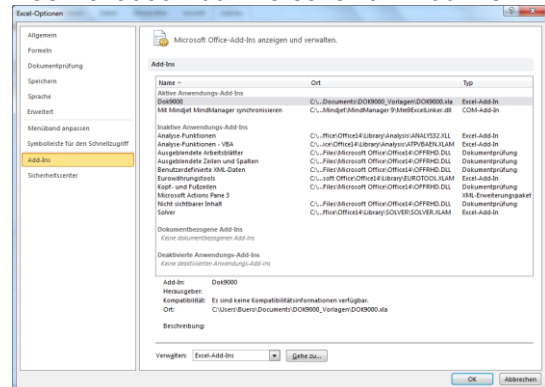 Excel-Optionen
Allgemein
Formeln
Dokumentprüfung
Speichern
Sprache
Erweitert
Menüband anpassen
Symbolleiste für den Schnellzugriff
Add-Ins
Sicherheitscenter
Microsoft Office-Add-Ins anzeigen und verwalten.
Add-Ins
Name Ort Typ
Aktive Anwendungs-Add-Ins
Dok9000 C:\...Documents\DOK9000_Vorlagen\DOK9000.xla Excel-Add-In
Mit Mindjet MindManager synchronisieren C:\...Mindjet\MindManager 9\Mm8ExcelLinker.dll COM-Add-In
Inaktive Anwendungs-Add-Ins
Analyse-Funktionen C:\...ffice\Office14\Library\Analysis\ANALYS32.XLL Excel-Add-In
Analyse-Funktionen - VBA C:\...ice\Office14\Library\Analysis\ATPVBAEN.XLAM Excel-Add-In
Ausgeblendete Arbeitsblätter C:\...Files\Microsoft Office\Office14\OFFRHD.DLL Dokumentprüfung
Ausgeblendete Zeilen und Spalten C:\...Files\Microsoft Office\Office14\OFFRHD.DLL Dokumentprüfung
Benutzerdefinierte XML-Daten C:\...Files\Microsoft Office\Office14\OFFRHD.DLL Dokumentprüfung
Eurowährungstools C:\...soft Office\Office14\Library\EUROTOOL.XLAM Excel-Add-In
Kopf- und Fußzeilen C:\...Files\Microsoft Office\Office14\OFFRHD.DLL Dokumentprüfung
Microsoft Actions Pane 3 XML-Erweiterungspaket
Nicht sichtbarer Inhalt C:\...Files\Microsoft Office\Office14\OFFRHD.DLL Dokumentprüfung
Solver C:\...ffice\Office14\Library\SOLVER\SOLVER.XLAM Excel-Add-In
Dokumentbezogene Add-Ins
Keine dokumentbezogenen Add-Ins
Deaktivierte Anwendungs-Add-Ins
Keine deaktivierten Anwendungs-Add-Ins
Add-In: Dok9000
Herausgeber:
Kompatibilität: Es sind keine Kompatibilitätsinformationen verfügbar.
Ort: C:\Users\Buero\Documents\DOK9000_Vorlagen\DOK9000.xla
Beschreibung:
Verwalten: Excel-Add-Ins Gehe zu...
OK Abbrechen